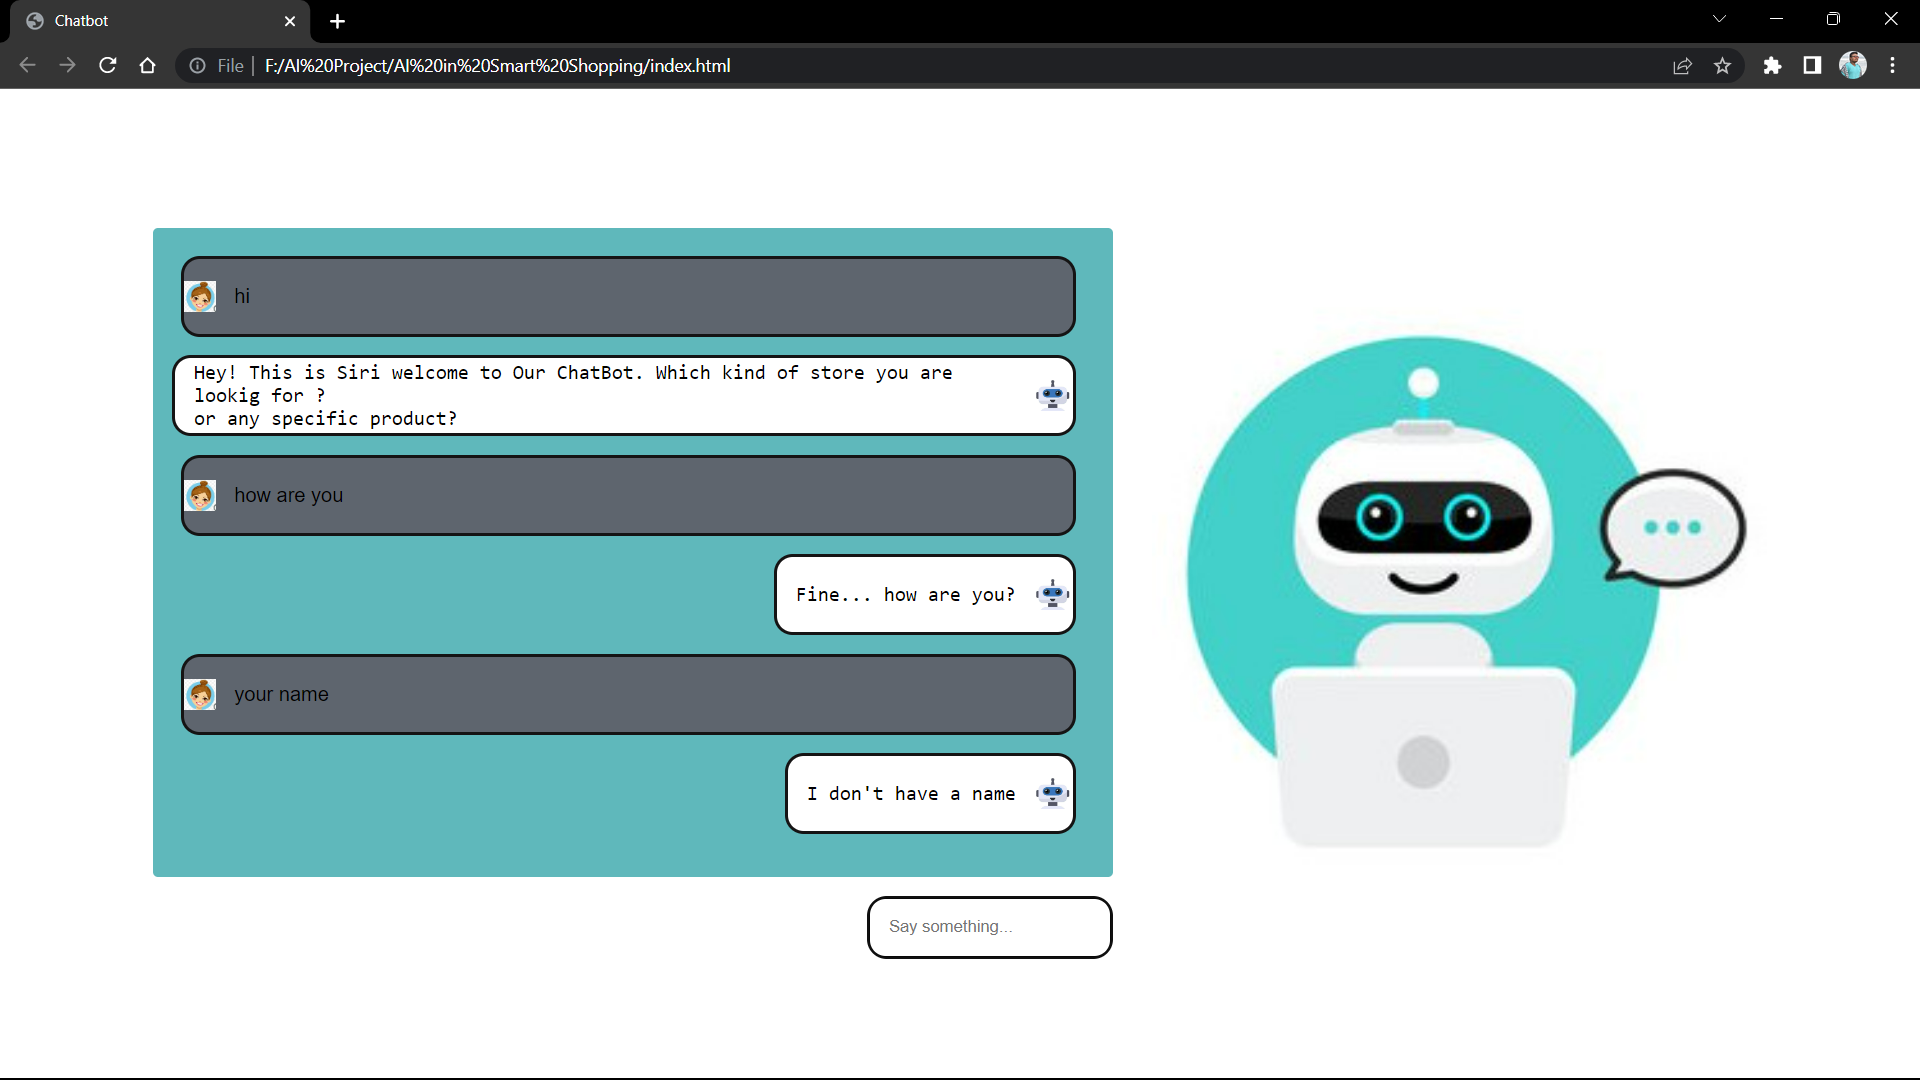 Chatbot
File
F:/AI%20Project/AI%20in%20Smart%20Shopping/index.html
hi
Hey! This is Siri welcome to Our ChatBot. Which kind of store you are
lookig for ?
or any specific product?
how are you
Fine... how are you?
your name
I don't have a name
Say something...